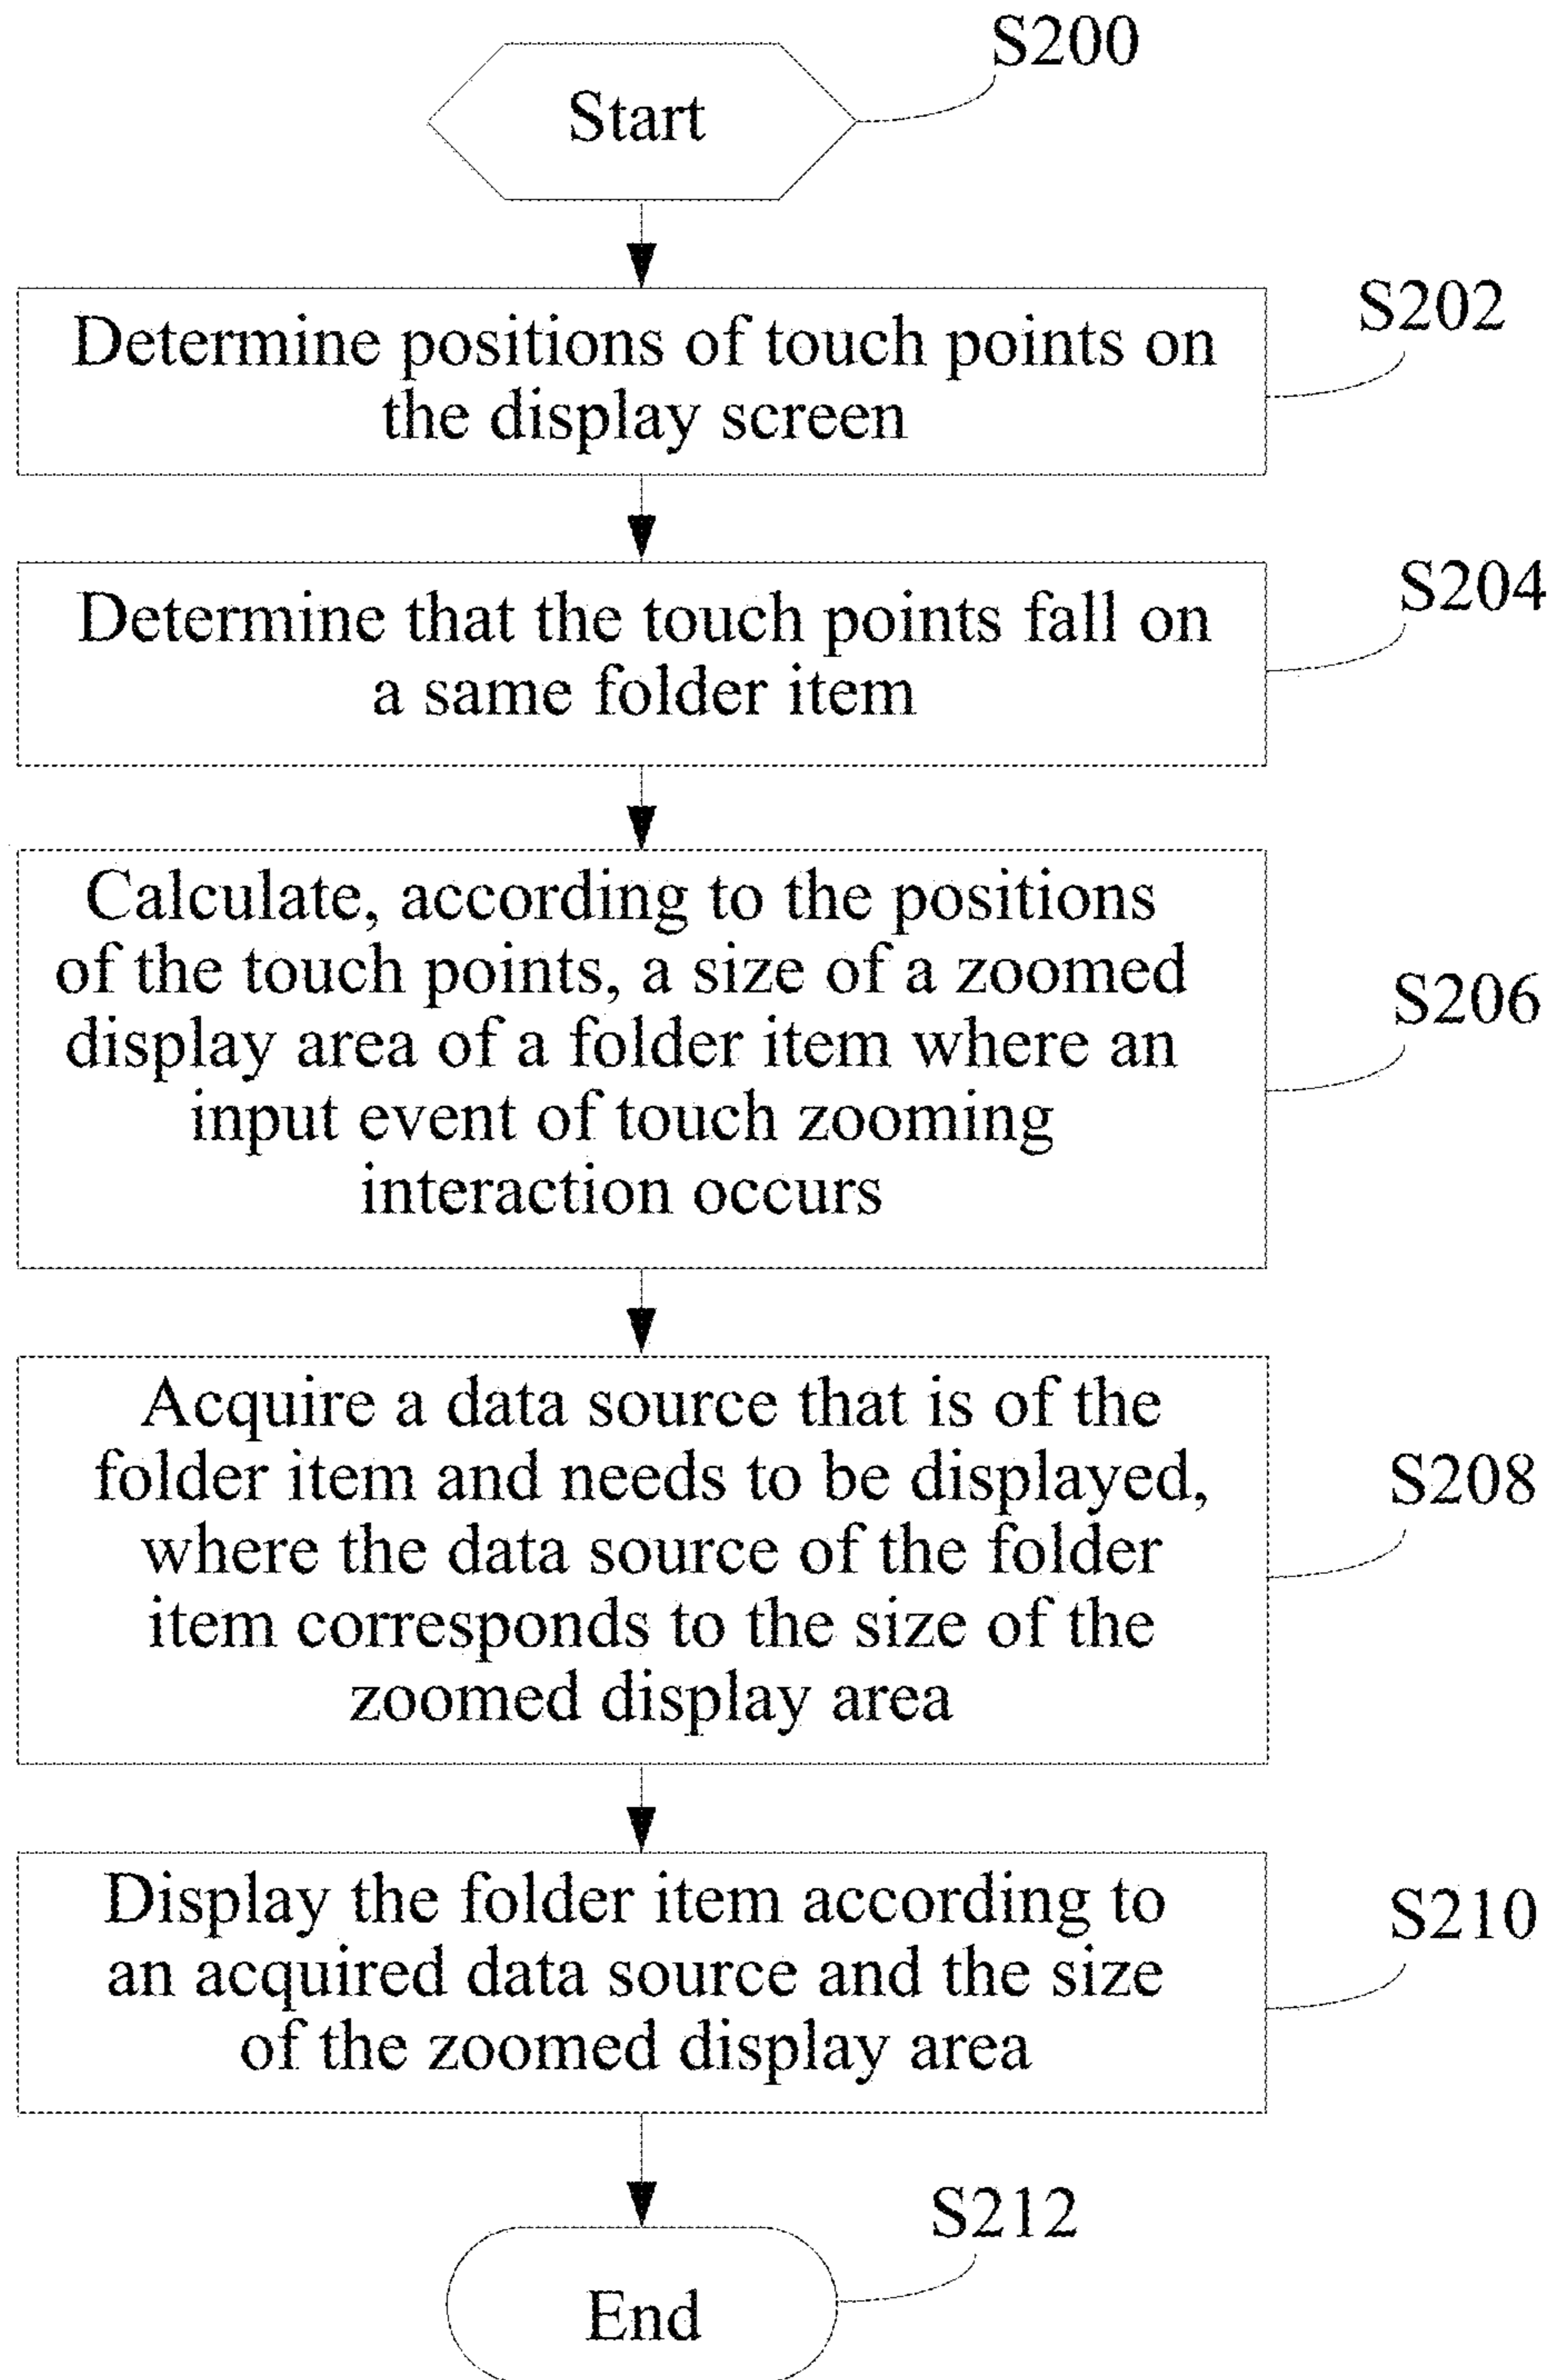 S200
Start
S202
Determine positions of touch points on
the display screen
S204
Determine that the touch points fall on
a same folder item
Calculate, according to the positions
of the touch points, a size of a zoomed
display area of a folder item where an
input event of touch zooming
interaction occurs
S206
Acquire a data source that is of the
folder item and needs to be displayed,
where the data source of the folder
item corresponds to the size of the
zoomed display area
S208
Display the folder item according to
an acquired data source and the size
of the zoomed display area
S210
S212
End